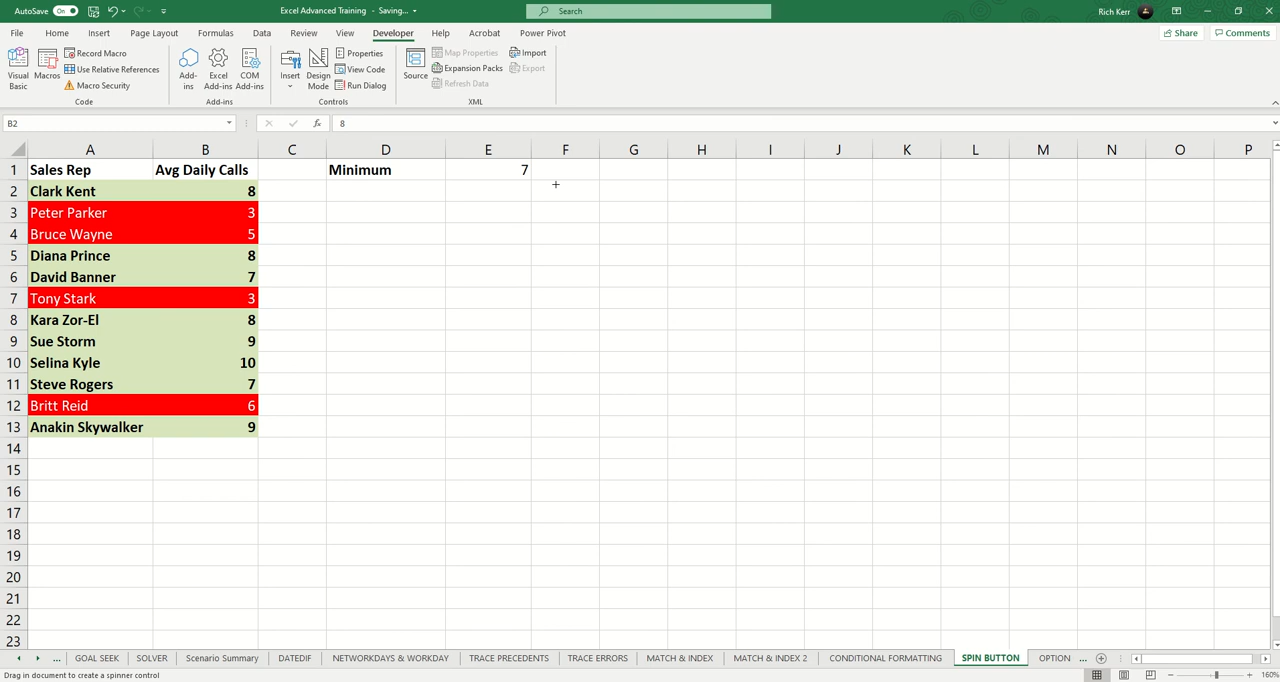 AutoSave On Excel Advanced Training - Saving... Search Rich Kerr
File Home Insert Page Layout Formulas Data Review View Developer Help Acrobat Power Pivot Share Comments
Visual Basic
Macros
Record Macro
Use Relative References
Macro Security
Code
Add-ins
Excel Add-ins
COM Add-ins
Add-ins
Insert
Design Mode
Properties
View Code
Run Dialog
Controls
Source
Map Properties
Expansion Packs
Refresh Data
Import
Export
XML
B2 fx 8
A B C D E F G H I J K L M N O P
1 Sales Rep Avg Daily Calls Minimum 7
2 Clark Kent 8
3 Peter Parker 3
4 Bruce Wayne 5
5 Diana Prince 8
6 David Banner 7
7 Tony Stark 3
8 Kara Zor-El 8
9 Sue Storm 9
10 Selina Kyle 10
11 Steve Rogers 7
12 Britt Reid 6
13 Anakin Skywalker 9
14
15
16
17
18
19
20
21
22
23
... GOAL SEEK SOLVER Scenario Summary DATEDIF NETWORKDAYS & WORKDAY TRACE PRECEDENTS TRACE ERRORS MATCH & INDEX MATCH & INDEX 2 CONDITIONAL FORMATTING SPIN BUTTON OPTION ...
Drag in document to create a spinner control 160%